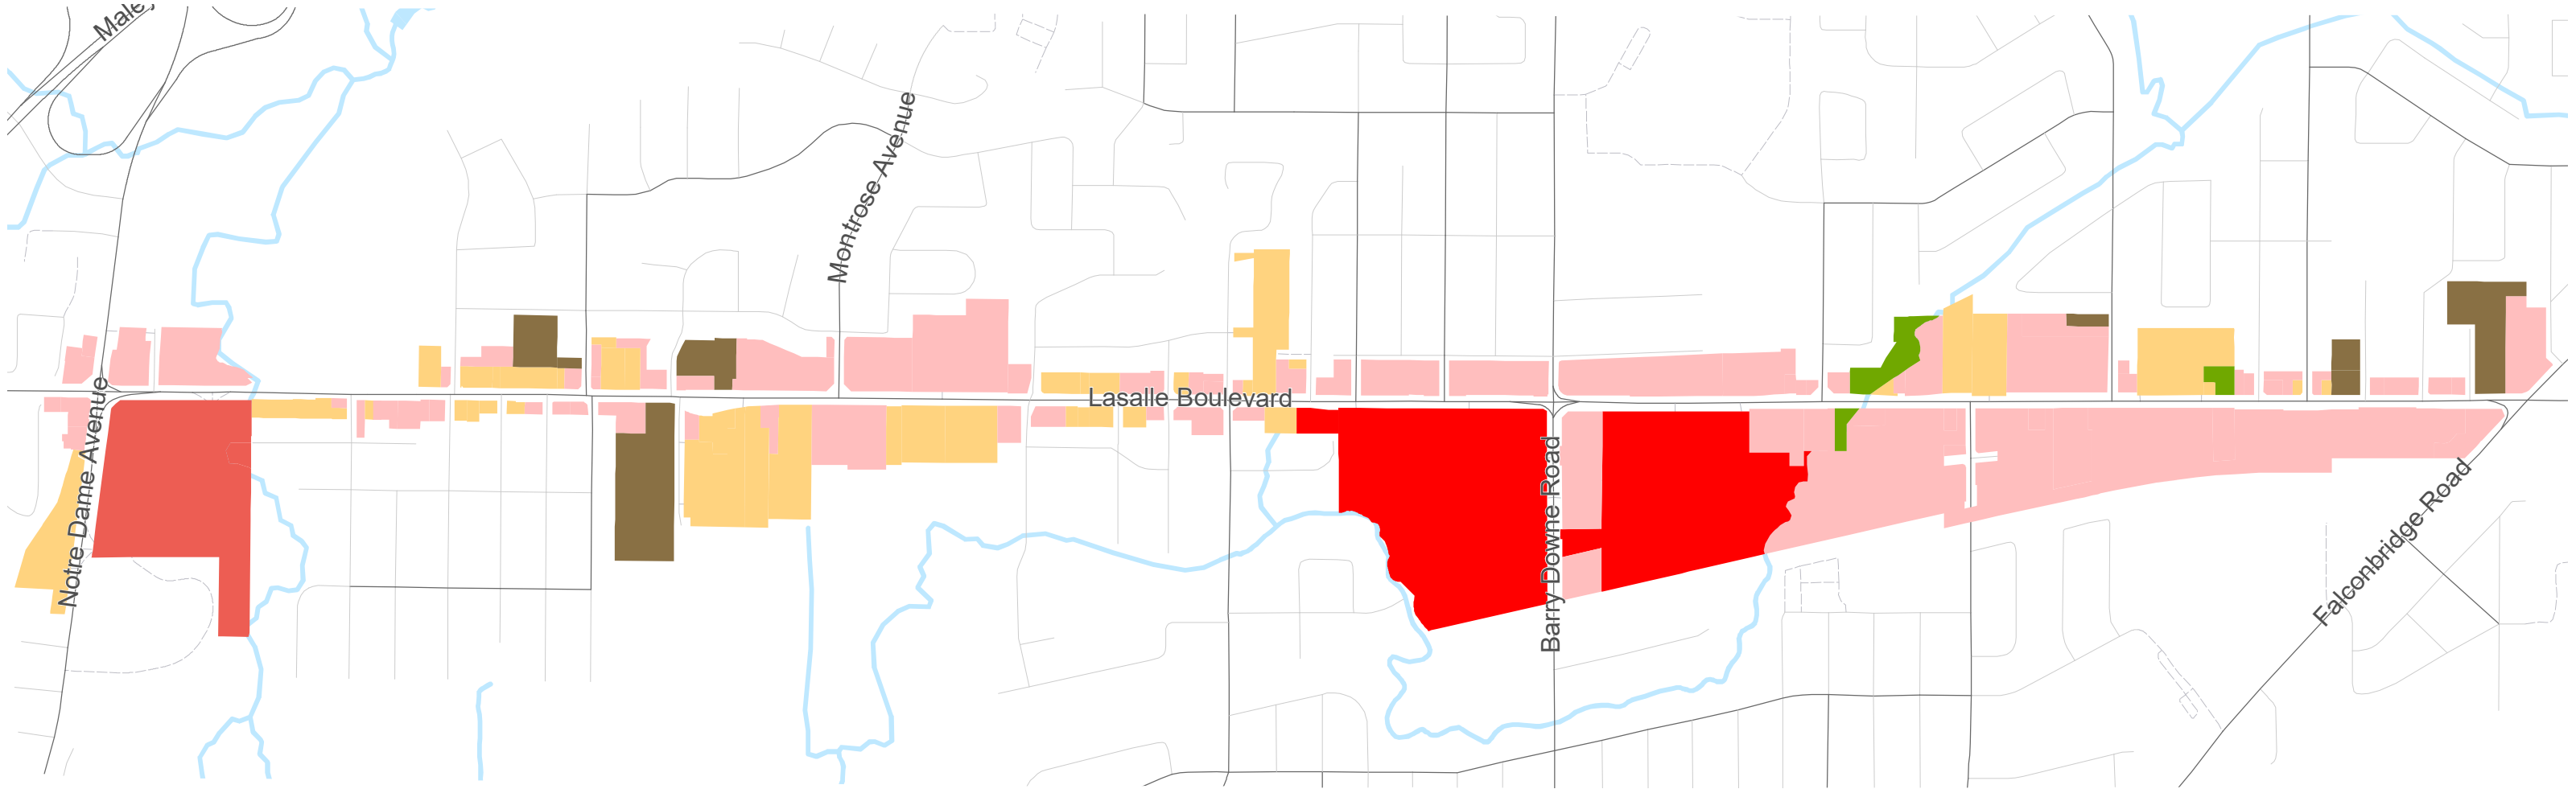 Montrose Avenue
Lasalle Boulevard
Notre Dame Avenue
Barry Downe Road
Falconbridge Road